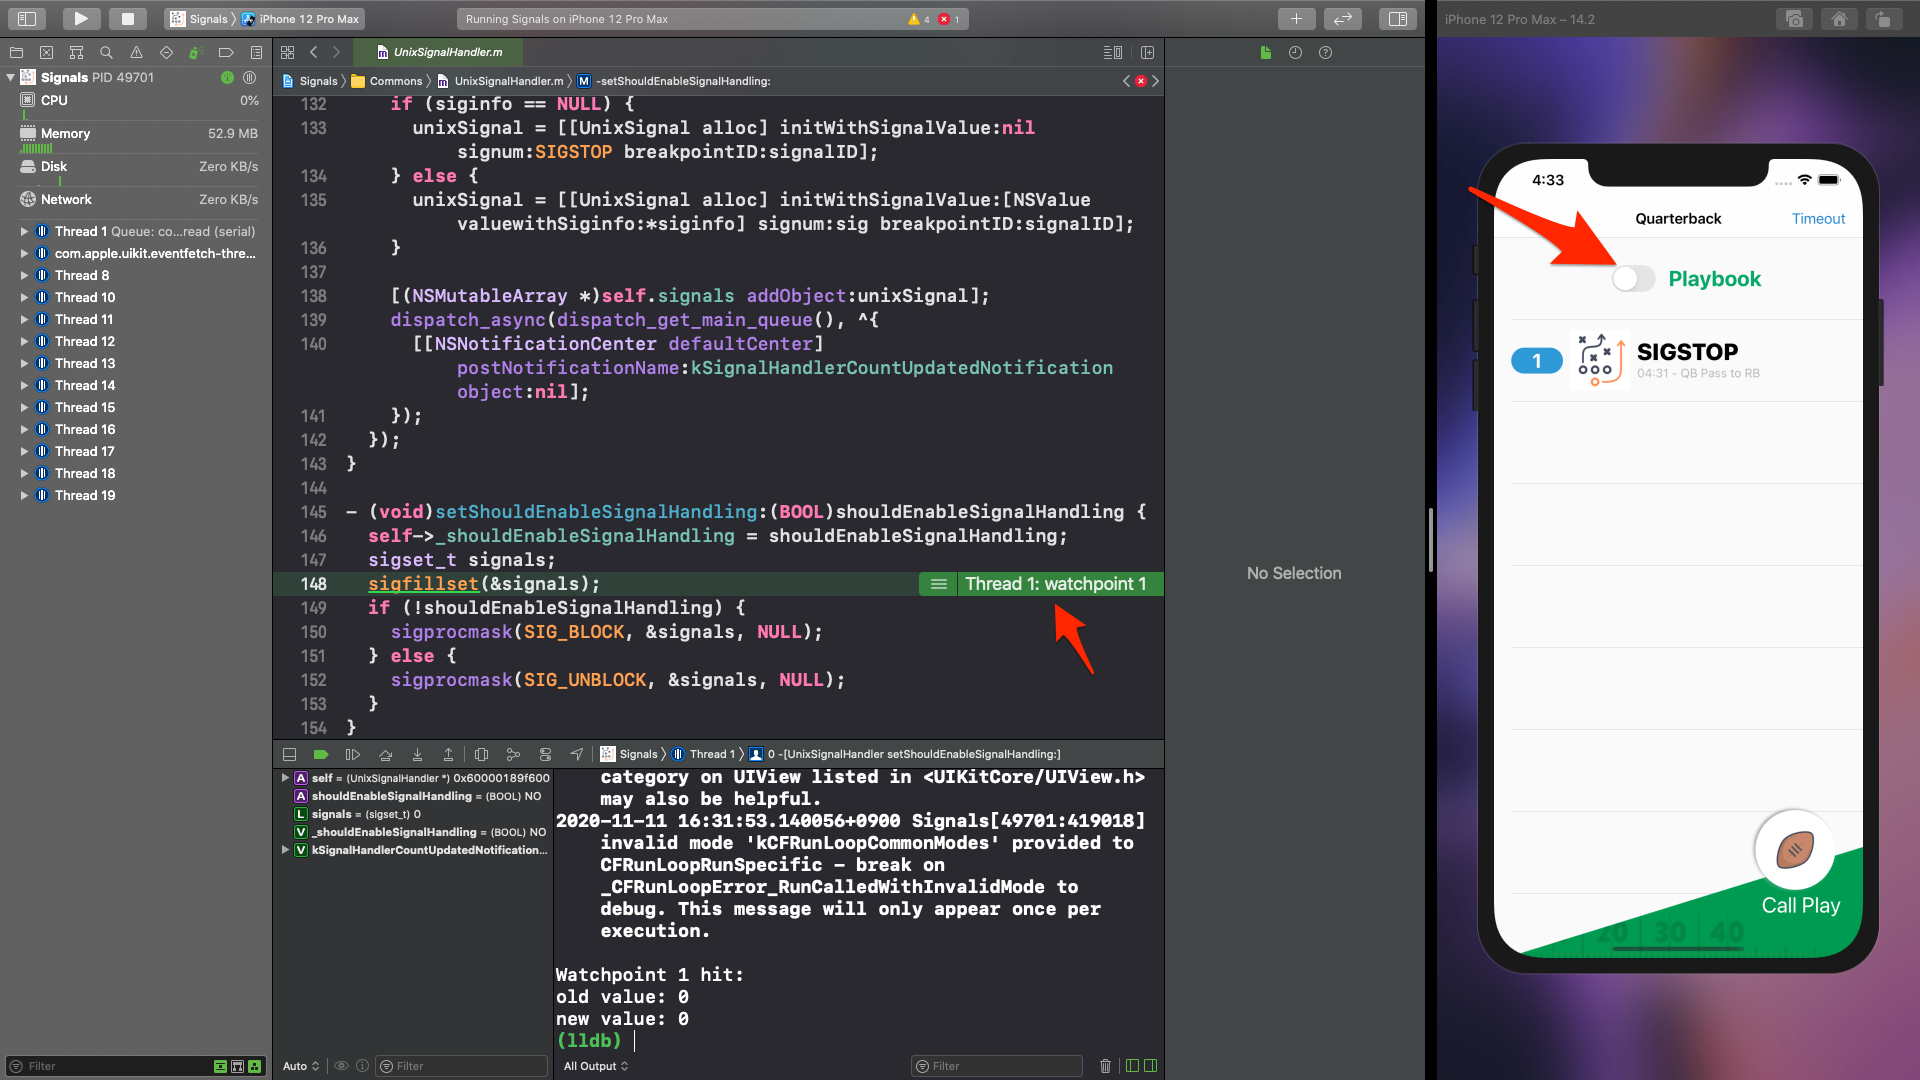 Signals 〉 iPhone 12 Pro Max
Running Signals on iPhone 12 Pro Max
4
1
iPhone 12 Pro Max – 14.2
UnixSignalHandler.m
Signals PID 49701
CPU 0%
Memory 52.9 MB
Disk Zero KB/s
Network Zero KB/s
Thread 1 Queue: co...read (serial)
com.apple.uikit.eventfetch-thre...
Thread 8
Thread 10
Thread 11
Thread 12
Thread 13
Thread 14
Thread 15
Thread 16
Thread 17
Thread 18
Thread 19
Filter
Signals 〉 Commons 〉 m UnixSignalHandler.m 〉 M -setShouldEnableSignalHandling:
132 if (siginfo == NULL) {
133 unixSignal = [[UnixSignal alloc] initWithSignalValue:nil
signum:SIGSTOP breakpointID:signalID];
134 } else {
135 unixSignal = [[UnixSignal alloc] initWithSignalValue:[NSValue
valuewithSiginfo:*siginfo] signum:sig breakpointID:signalID];
136 }
137
138 [(NSMutableArray *)self.signals addObject:unixSignal];
139 dispatch_async(dispatch_get_main_queue(), ^{
140 [[NSNotificationCenter defaultCenter]
postNotificationName:kSignalHandlerCountUpdatedNotification
object:nil];
141 });
142 });
143 }
144
145 - (void)setShouldEnableSignalHandling:(BOOL)shouldEnableSignalHandling {
146 self->_shouldEnableSignalHandling = shouldEnableSignalHandling;
147 sigset_t signals;
148 sigfillset(&signals); Thread 1: watchpoint 1
149 if (!shouldEnableSignalHandling) {
150 sigprocmask(SIG_BLOCK, &signals, NULL);
151 } else {
152 sigprocmask(SIG_UNBLOCK, &signals, NULL);
153 }
154 }
Signals 〉 Thread 1 〉 0 -[UnixSignalHandler setShouldEnableSignalHandling:]
A self = (UnixSignalHandler *) 0x60000189f600
A shouldEnableSignalHandling = (BOOL) NO
L signals = (sigset_t) 0
V _shouldEnableSignalHandling = (BOOL) NO
V kSignalHandlerCountUpdatedNotification...
Auto
Filter
category on UIView listed in <UIKitCore/UIView.h>
may also be helpful.
2020-11-11 16:31:53.140056+0900 Signals[49701:419018]
invalid mode 'kCFRunLoopCommonModes' provided to
CFRunLoopRunSpecific - break on
_CFRunLoopError_RunCalledWithInvalidMode to
debug. This message will only appear once per
execution.
Watchpoint 1 hit:
old value: 0
new value: 0
(lldb)
All Output
Filter
No Selection
4:33
Quarterback
Timeout
Playbook
1
SIGSTOP
04:31 - QB Pass to RB
Call Play
20 30 40